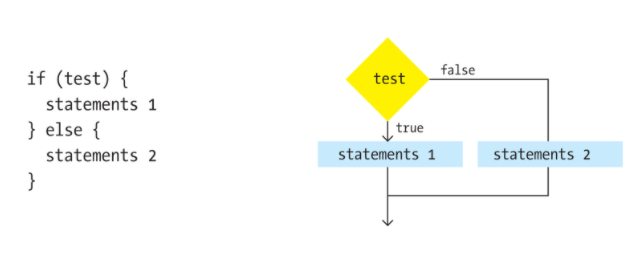 if (test) {
  statements 1
} else {
  statements 2
}
test
false
true
statements 1
statements 2